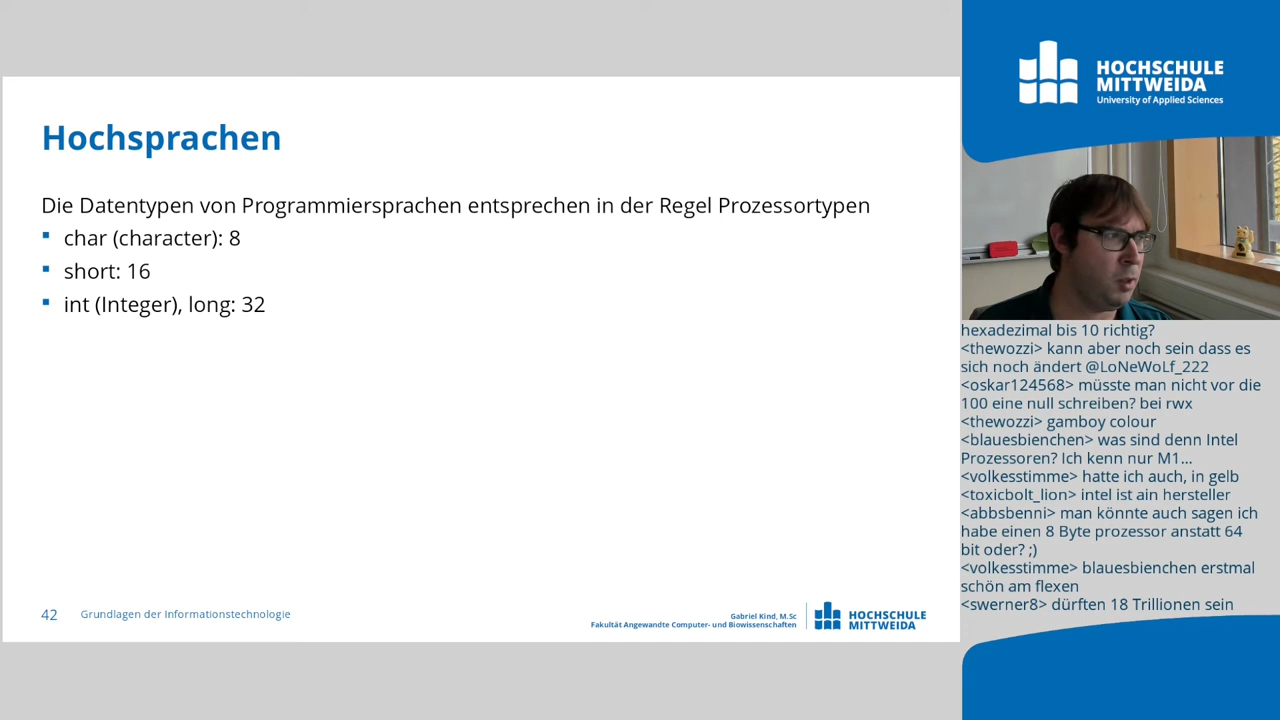 Hochsprachen
Die Datentypen von Programmiersprachen entsprechen in der Regel Prozessortypen
char (character): 8
short: 16
int (Integer), long: 32
42
Grundlagen der Informationstechnologie
Gabriel Kind, M.Sc
Fakultät Angewandte Computer- und Biowissenschaften
HOCHSCHULE
MITTWEIDA
HOCHSCHULE
MITTWEIDA
University of Applied Sciences
hexadezimal bis 10 richtig?
<thewozzi> kann aber noch sein dass es
sich noch ändert @LoNeWoLf_222
<oskar124568> müsste man nicht vor die
100 eine null schreiben? bei rwx
<thewozzi> gamboy colour
<blauesbienchen> was sind denn Intel
Prozessoren? Ich kenn nur M1...
<volkesstimme> hatte ich auch, in gelb
<toxicbolt_lion> intel ist ain hersteller
<abbsbenni> man könnte auch sagen ich
habe einen 8 Byte prozessor anstatt 64
bit oder? ;)
<volkesstimme> blauesbienchen erstmal
schön am flexen
<swerner8> dürften 18 Trillionen sein